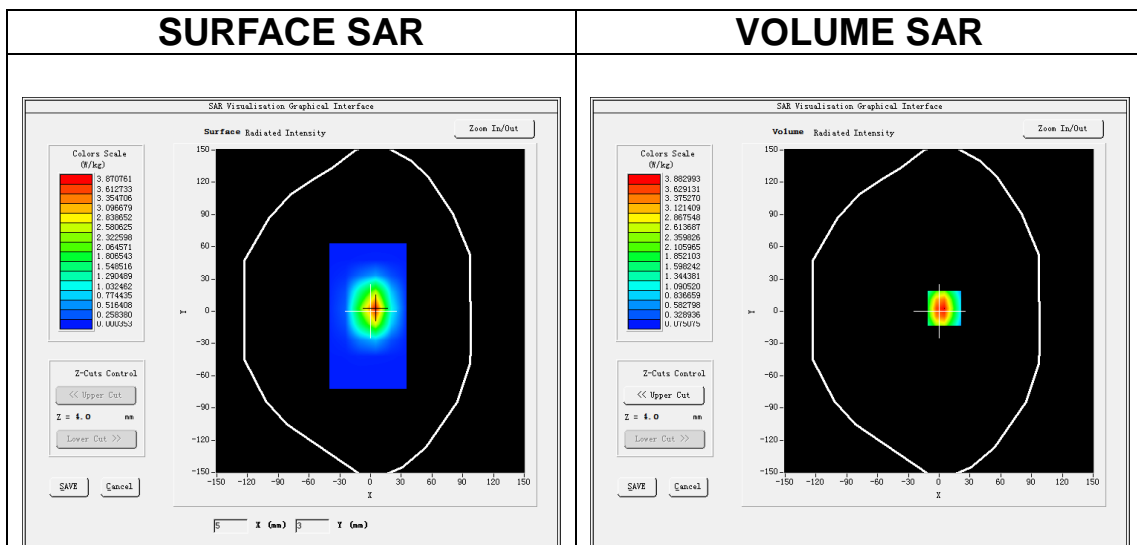 SURFACE SAR
VOLUME SAR
SAR Visualisation Graphical Interface
Surface Radiated Intensity
Zoom In/Out
Colors Scale
(W/kg)
3.870761
3.612733
3.354706
3.096679
2.838652
2.580625
2.322598
2.064571
1.806543
1.548516
1.290489
1.032462
0.774435
0.516408
0.258380
0.000353
150
120
90
60
30
0
-30
-60
-90
-120
-150
Y
-150 -120 -90 -60 -30 0 30 60 90 120 150
X
Z-Cuts Control
<< Upper Cut
Z = 4.0 mm
Lower Cut >>
SAVE Cancel
5 X (mm) 3 Y (mm)
SAR Visualisation Graphical Interface
Volume Radiated Intensity
Zoom In/Out
Colors Scale
(W/kg)
3.882993
3.629131
3.375270
3.121409
2.867548
2.613687
2.359826
2.105965
1.852103
1.598242
1.344381
1.090520
0.836659
0.582798
0.328936
0.075075
150
120
90
60
30
0
-30
-60
-90
-120
-150
Y
-150 -120 -90 -60 -30 0 30 60 90 120 150
X
Z-Cuts Control
<< Upper Cut
Z = 4.0 mm
Lower Cut >>
SAVE Cancel